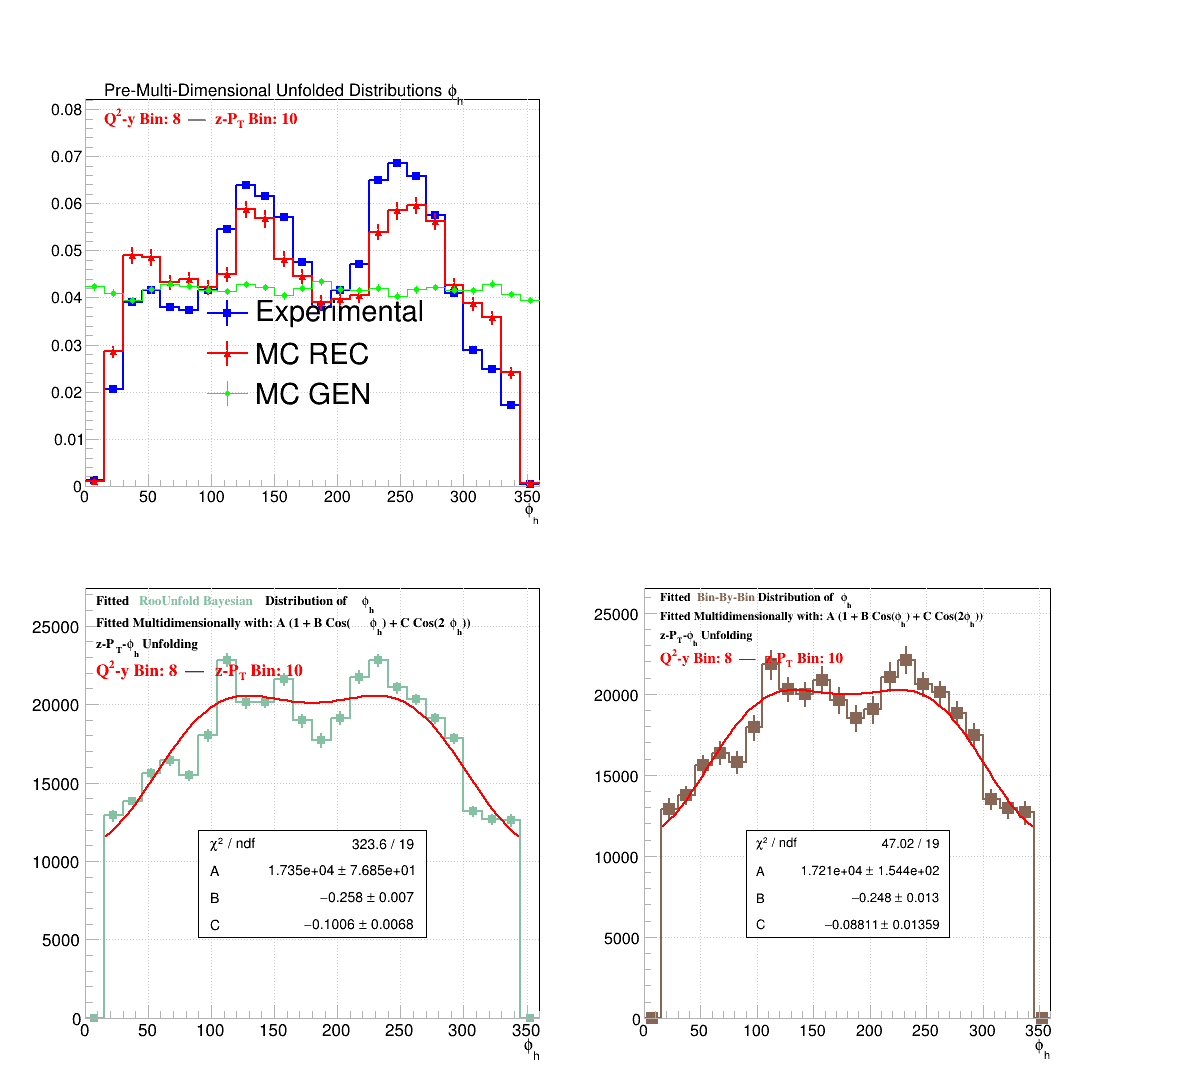 Pre-Multi-Dimensional Unfolded Distributions ϕh
Q²-y Bin: 8 — z-PT Bin: 10
0.08
0.07
0.06
0.05
0.04
0.03
0.02
0.01
0
Experimental
MC REC
MC GEN
0 50 100 150 200 250 300 350
ϕh
Fitted RooUnfold Bayesian Distribution of ϕh
Fitted Multidimensionally with: A (1 + B Cos(ϕh) + C Cos(2 ϕh))
z-PT-ϕh Unfolding
Q²-y Bin: 8 — z-PT Bin: 10
25000
20000
15000
10000
5000
0
χ² / ndf 323.6 / 19
A 1.735e+04 ± 7.685e+01
B −0.258 ± 0.007
C −0.1006 ± 0.0068
0 50 100 150 200 250 300 350
ϕh
Fitted Bin-By-Bin Distribution of ϕh
Fitted Multidimensionally with: A (1 + B Cos(ϕh) + C Cos(2ϕh))
z-PT-ϕh Unfolding
Q²-y Bin: 8 — z-PT Bin: 10
25000
20000
15000
10000
5000
0
χ² / ndf 47.02 / 19
A 1.721e+04 ± 1.544e+02
B −0.248 ± 0.013
C −0.08811 ± 0.01359
0 50 100 150 200 250 300 350
ϕh